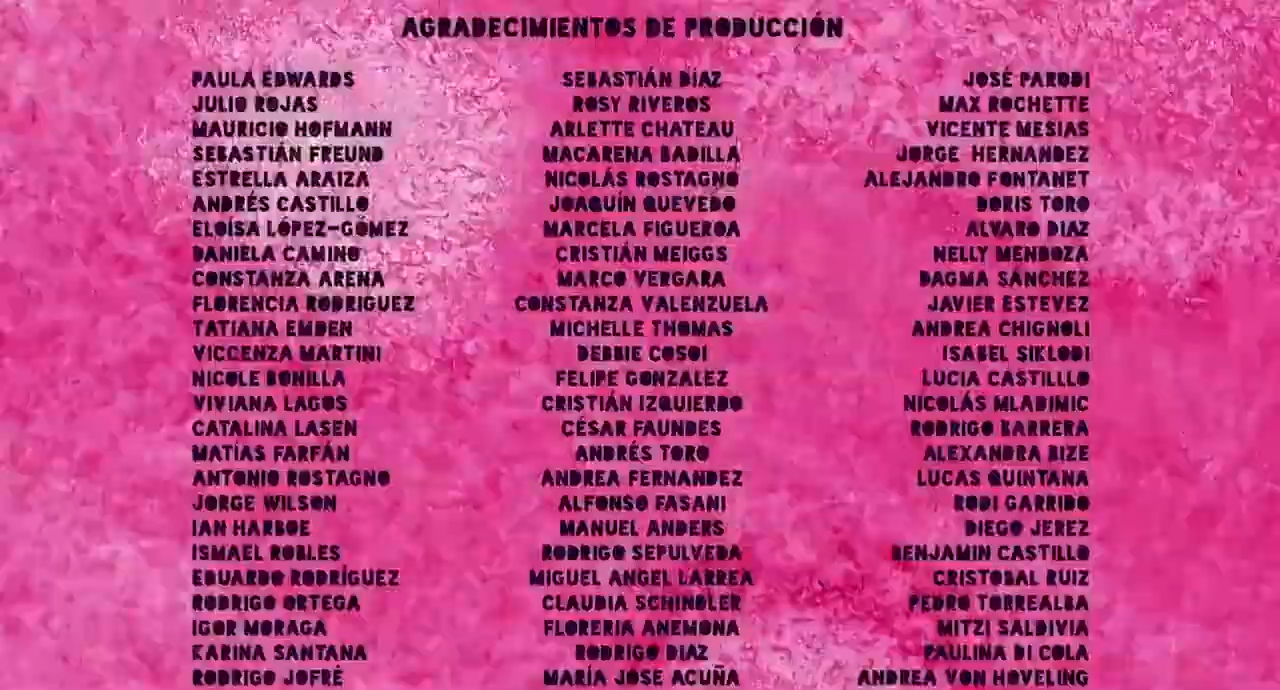 AGRADECIMIENTOS DE PRODUCCIÓN
PAULA EDWARDS
JULIO ROJAS
MAURICIO HOFMANN
SEBASTIÁN FREUND
ESTRELLA ARAIZA
ANDRÉS CASTILLO
ELOÍSA LÓPEZ-GÓMEZ
DANIELA CAMINO
CONSTANZA ARENA
FLORENCIA RODRIGUEZ
TATIANA EMDEN
VICCENZA MARTINI
NICOLE BONILLA
VIVIANA LAGOS
CATALINA LASEN
MATÍAS FARFÁN
ANTONIO ROSTAGNO
JORGE WILSON
IAN HARBOE
ISMAEL ROBLES
EDUARDO RODRÍGUEZ
RODRIGO ORTEGA
IGOR MORAGA
KARINA SANTANA
RODRIGO JOFRÉ
SEBASTIÁN DÍAZ
ROSY RIVEROS
ARLETTE CHATEAU
MACARENA BADILLA
NICOLÁS ROSTAGNO
JOAQUÍN QUEVEDO
MARCELA FIGUEROA
CRISTIÁN MEIGGS
MARCO VERGARA
CONSTANZA VALENZUELA
MICHELLE THOMAS
DEBBIE COSOI
FELIPE GONZALEZ
CRISTIÁN IZQUIERDO
CÉSAR FAUNDES
ANDRÉS TORO
ANDREA FERNANDEZ
ALFONSO FASANI
MANUEL ANDERS
RODRIGO SEPULVEDA
MIGUEL ANGEL LARREA
CLAUDIA SCHINDLER
FLORERIA ANEMONA
RODRIGO DIAZ
MARÍA JOSE ACUÑA
JOSÉ PARODI
MAX ROCHETTE
VICENTE MESIAS
JORGE HERNANDEZ
ALEJANDRO FONTANET
DORIS TORO
ALVARO DIAZ
NELLY MENDOZA
DAGMA SÁNCHEZ
JAVIER ESTEVEZ
ANDREA CHIGNOLI
ISABEL SIKLODI
LUCIA CASTILLLO
NICOLÁS MLADIMIC
RODRIGO BARRERA
ALEXANDRA BIZE
LUCAS QUINTANA
RODI GARRIDO
DIEGO JEREZ
BENJAMIN CASTILLO
CRISTOBAL RUIZ
PEDRO TORREALBA
MITZI SALDIVIA
PAULINA DI COLA
ANDREA VON HOVELING